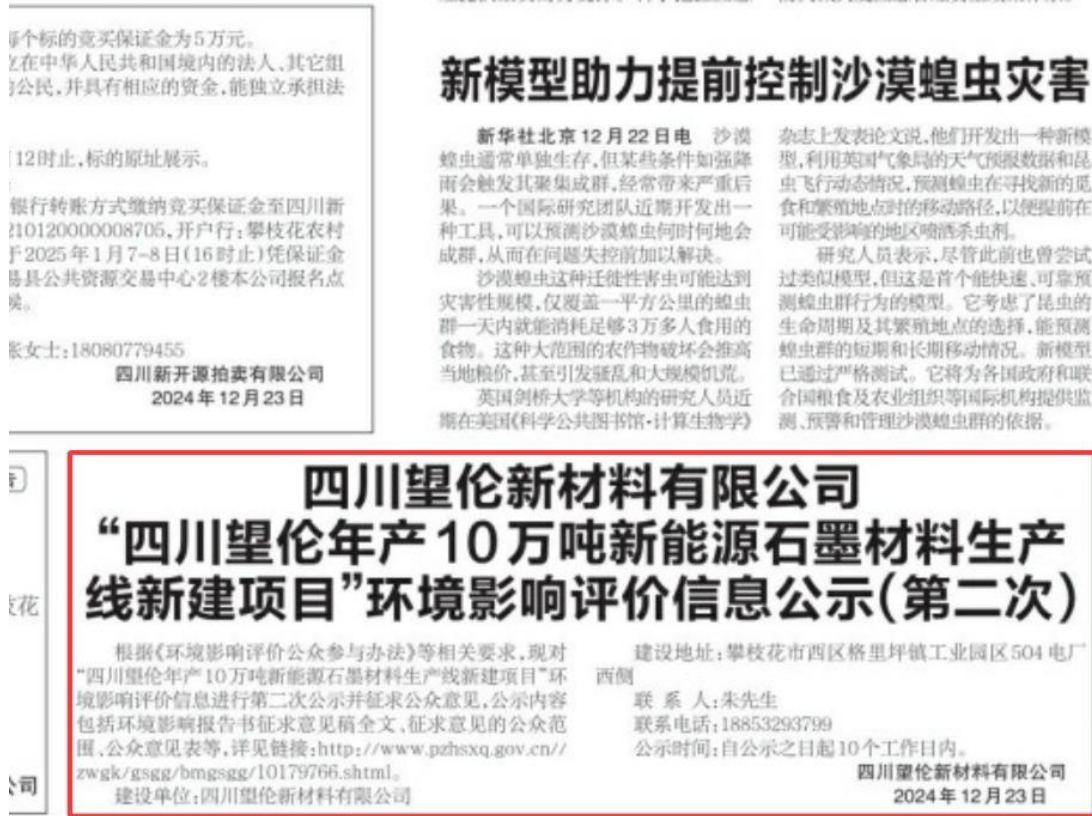 每个标的竞买保证金为5万元。
在中华人民共和国境内的法人、其它组
公民,并具有相应的资金,能独立承担法
12时止,标的原址展示。
银行转账方式缴纳竞买保证金至四川新
2101200000008705,开户行:攀枝花农村
于2025年1月7-8日(16时止)凭保证金
易县公共资源交易中心2楼本公司报名点
张女士:18080779455
四川新开源拍卖有限公司
2024年12月23日
新模型助力提前控制沙漠蝗虫灾害
新华社北京12月22日电 沙漠
蝗虫通常单独生存,但某些条件如强降
雨会触发其聚集成群,经常带来严重后
果。一个国际研究团队近期开发出一
种工具,可以预测沙漠蝗虫何时何地会
成群,从而在问题失控前加以解决。
沙漠蝗虫这种迁徙性害虫可能达到
灾害性规模,仅覆盖一平方公里的蝗虫
群一天内就能消耗足够3万多人食用的
食物。这种大范围的农作物破坏会推高
当地粮价,甚至引发骚乱和大规模饥荒。
英国剑桥大学等机构的研究人员近
期在美国《科学公共图书馆·计算生物学》
杂志上发表论文说,他们开发出一种新模
型,利用英国气象局的天气预报数据和昆
虫飞行动态情况,预测蝗虫在寻找新的觅
食和繁殖地点时的移动路径,以便提前在
可能受影响的地区喷洒杀虫剂。
研究人员表示,尽管此前也曾尝试
过类似模型,但这是首个能快速、可靠预
测蝗虫群行为的模型。它考虑了昆虫的
生命周期及其繁殖地点的选择,能预测
蝗虫群的短期和长期移动情况。新模型
已通过严格测试。它将为各国政府和联
合国粮食及农业组织等国际机构提供监
测、预警和管理沙漠蝗虫群的依据。
枝花
公司
四川望伦新材料有限公司
“四川望伦年产10万吨新能源石墨材料生产
线新建项目”环境影响评价信息公示(第二次)
根据《环境影响评价公众参与办法》等相关要求,现对
“四川望伦年产10万吨新能源石墨材料生产线新建项目”环
境影响评价信息进行第二次公示并征求公众意见,公示内容
包括环境影响报告书征求意见稿全文、征求意见的公众范
围、公众意见表等,详见链接:http://www.pzhsxq.gov.cn//
zwgk/gsgg/bmgsgg/10179766.shtml。
建设单位:四川望伦新材料有限公司
建设地址:攀枝花市西区格里坪镇工业园区504电厂
西侧
联 系 人:朱先生
联系电话:18853293799
公示时间:自公示之日起10个工作日内。
四川望伦新材料有限公司
2024年12月23日